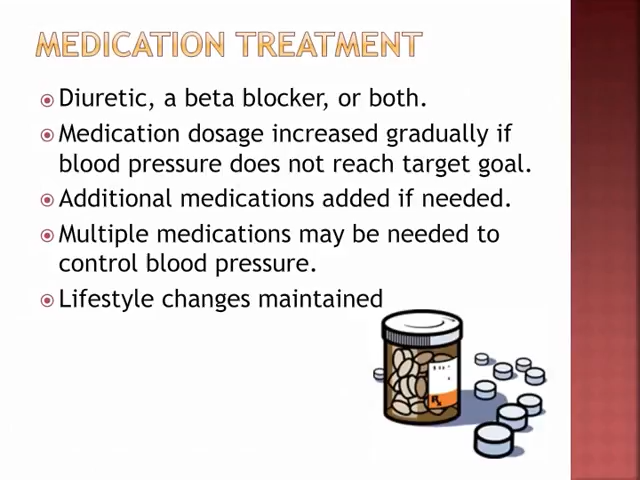 MEDICATION TREATMENT
Diuretic, a beta blocker, or both.
Medication dosage increased gradually if
blood pressure does not reach target goal.
Additional medications added if needed.
Multiple medications may be needed to
control blood pressure.
Lifestyle changes maintained
Rx